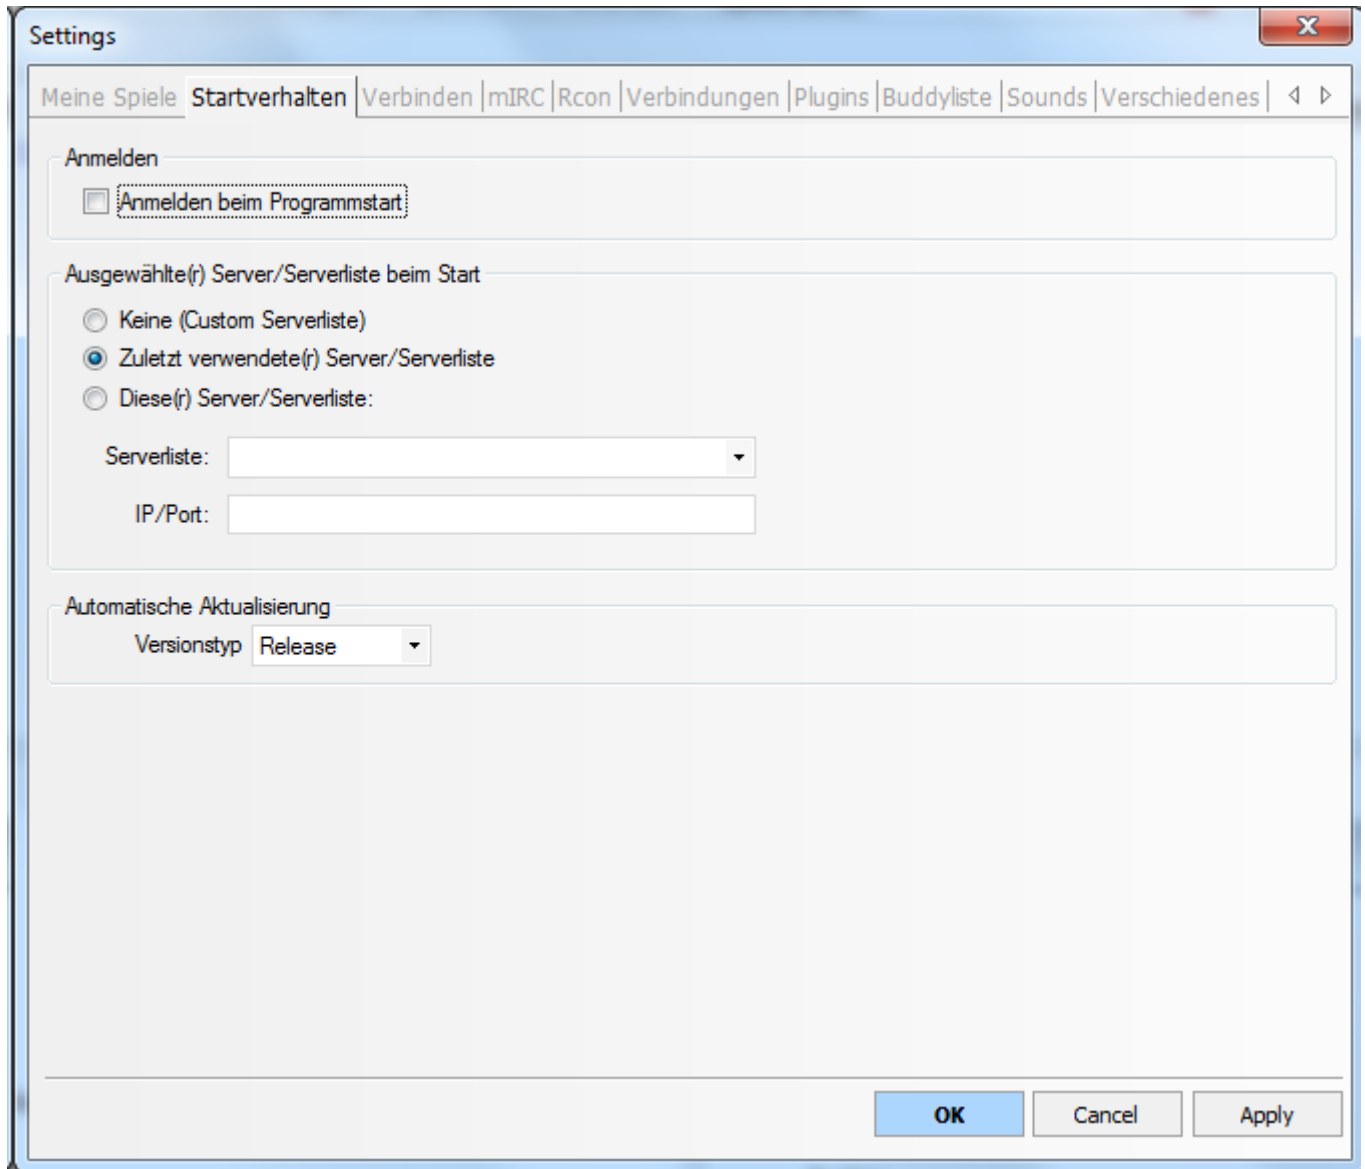 Settings
Meine Spiele Startverhalten Verbinden mIRC Rcon Verbindungen Plugins Buddyliste Sounds Verschiedenes
Anmelden
Anmelden beim Programmstart
Ausgewählte(r) Server/Serverliste beim Start
Keine (Custom Serverliste)
Zuletzt verwendete(r) Server/Serverliste
Diese(r) Server/Serverliste:
Serverliste:
IP/Port:
Automatische Aktualisierung
Versionstyp Release
OK Cancel Apply